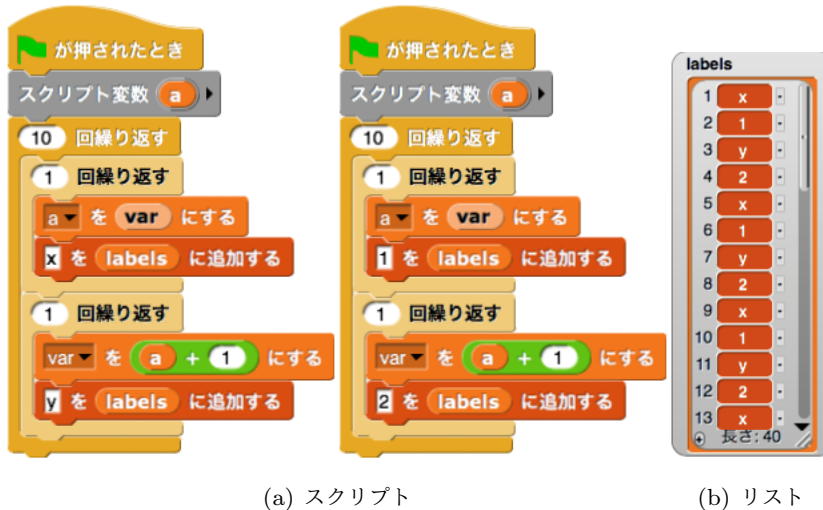 が押されたとき
スクリプト変数 a
10 回繰り返す
1 回繰り返す
a を var にする
x を labels に追加する
1 回繰り返す
var を a + 1 にする
y を labels に追加する
が押されたとき
スクリプト変数 a
10 回繰り返す
1 回繰り返す
a を var にする
1 を labels に追加する
1 回繰り返す
var を a + 1 にする
2 を labels に追加する
labels
1 x
2 1
3 y
4 2
5 x
6 1
7 y
8 2
9 x
10 1
11 y
12 2
13 x
長さ: 40
(a) スクリプト
(b) リスト